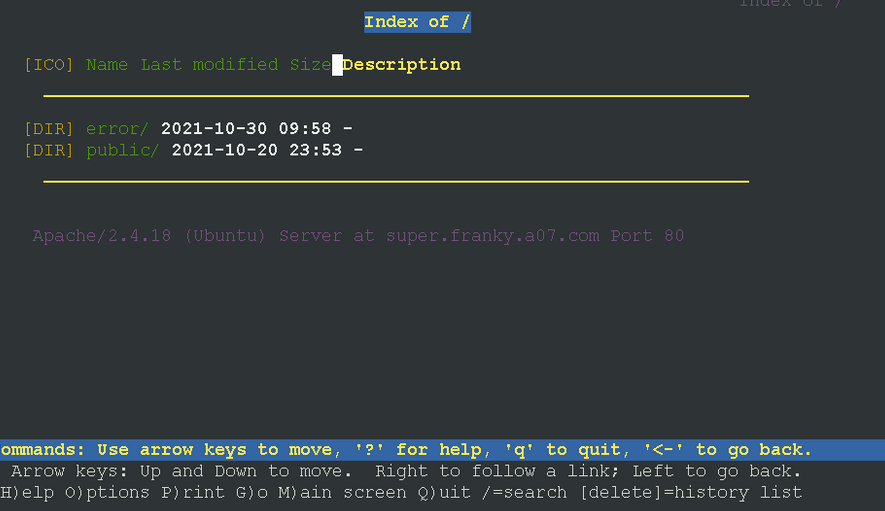 Index of /
Index of /
[ICO] Name Last modified Size Description
[DIR] error/ 2021-10-30 09:58 -
[DIR] public/ 2021-10-20 23:53 -
Apache/2.4.18 (Ubuntu) Server at super.franky.a07.com Port 80
ommands: Use arrow keys to move, '?' for help, 'q' to quit, '<-' to go back.
Arrow keys: Up and Down to move. Right to follow a link; Left to go back.
H)elp O)ptions P)rint G)o M)ain screen Q)uit /=search [delete]=history list